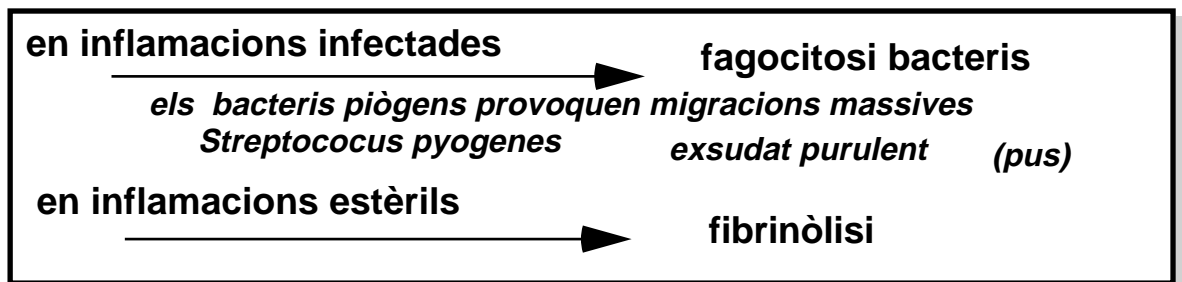 en inflamacions infectades
fagocitosi bacteris
els bacteris piògens provoquen migracions massives
Streptococus pyogenes
exsudat purulent (pus)
en inflamacions estèrils
fibrinòlisi